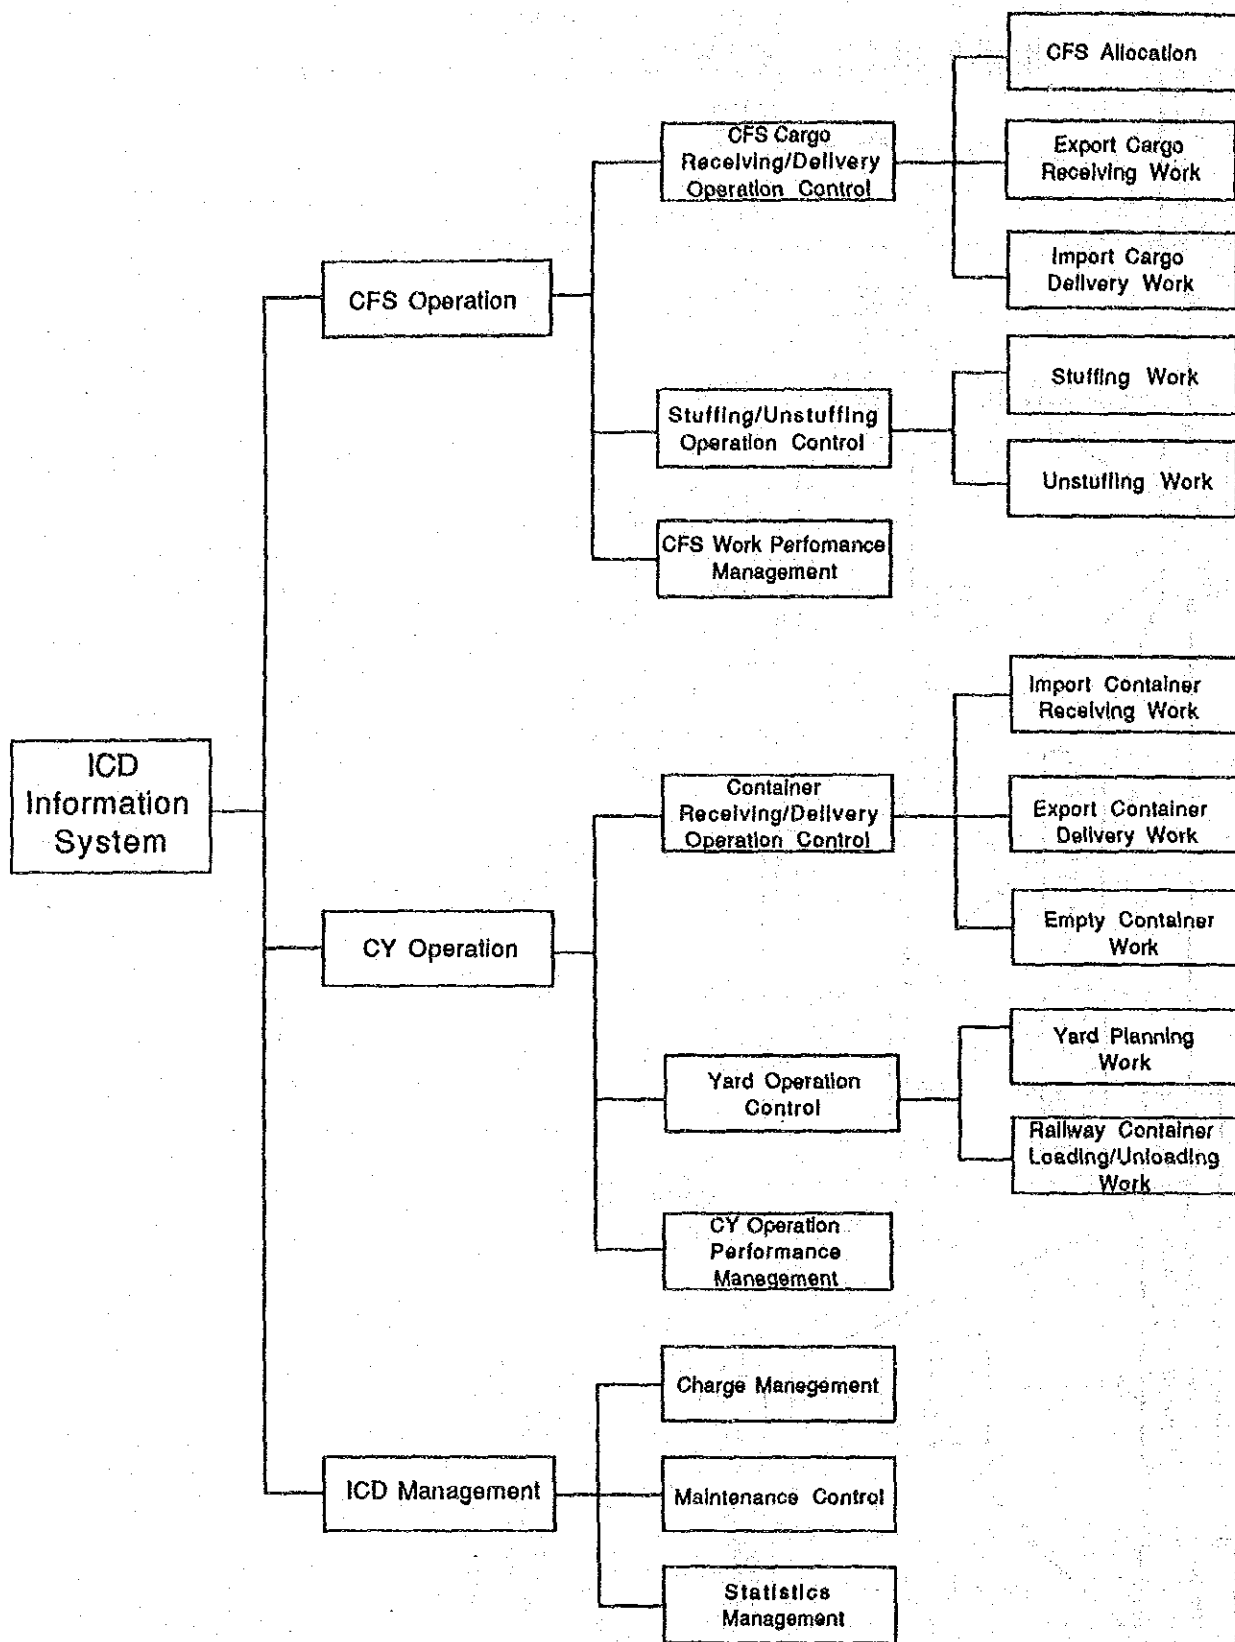 ICD
Information
System
CFS Operation
CFS Cargo
Receiving/Delivery
Operation Control
CFS Allocation
Export Cargo
Receiving Work
Import Cargo
Delivery Work
Stuffing/Unstuffing
Operation Control
Stuffing Work
Unstuffing Work
CFS Work Perfomance
Management
CY Operation
Container
Receiving/Delivery
Operation Control
Import Container
Receiving Work
Export Container
Delivery Work
Empty Container
Work
Yard Operation
Control
Yard Planning
Work
Railway Container
Loading/Unloading
Work
CY Operation
Performance
Manegement
ICD Management
Charge Manegement
Maintenance Control
Statistics
Management